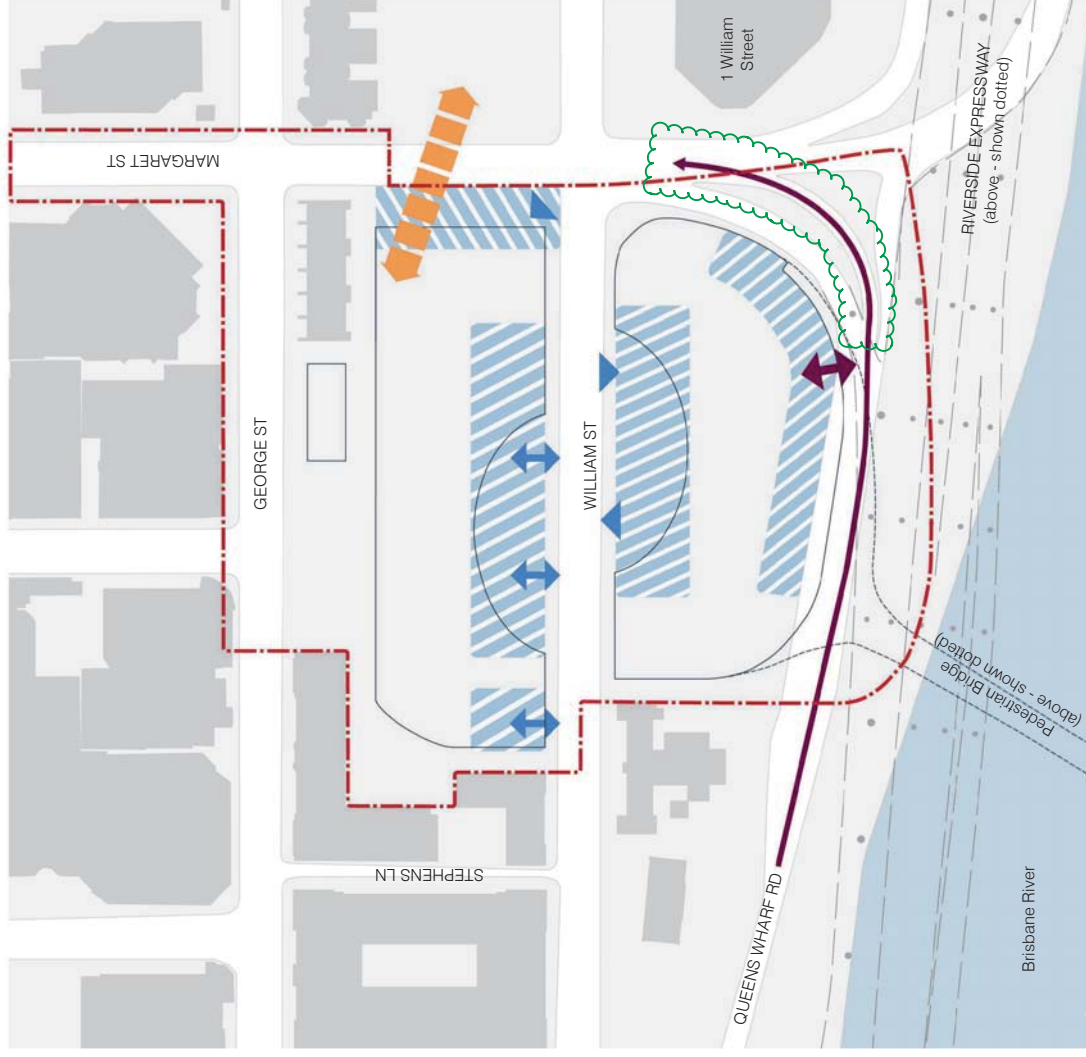 1 William
Street
MARGARET ST
RIVERSIDE EXPRESSWAY
(above - shown dotted)
GEORGE ST
WILLIAM ST
Pedestrian Bridge
(above - shown dotted)
STEPHENS LN
QUEENS WHARF RD
Brisbane River